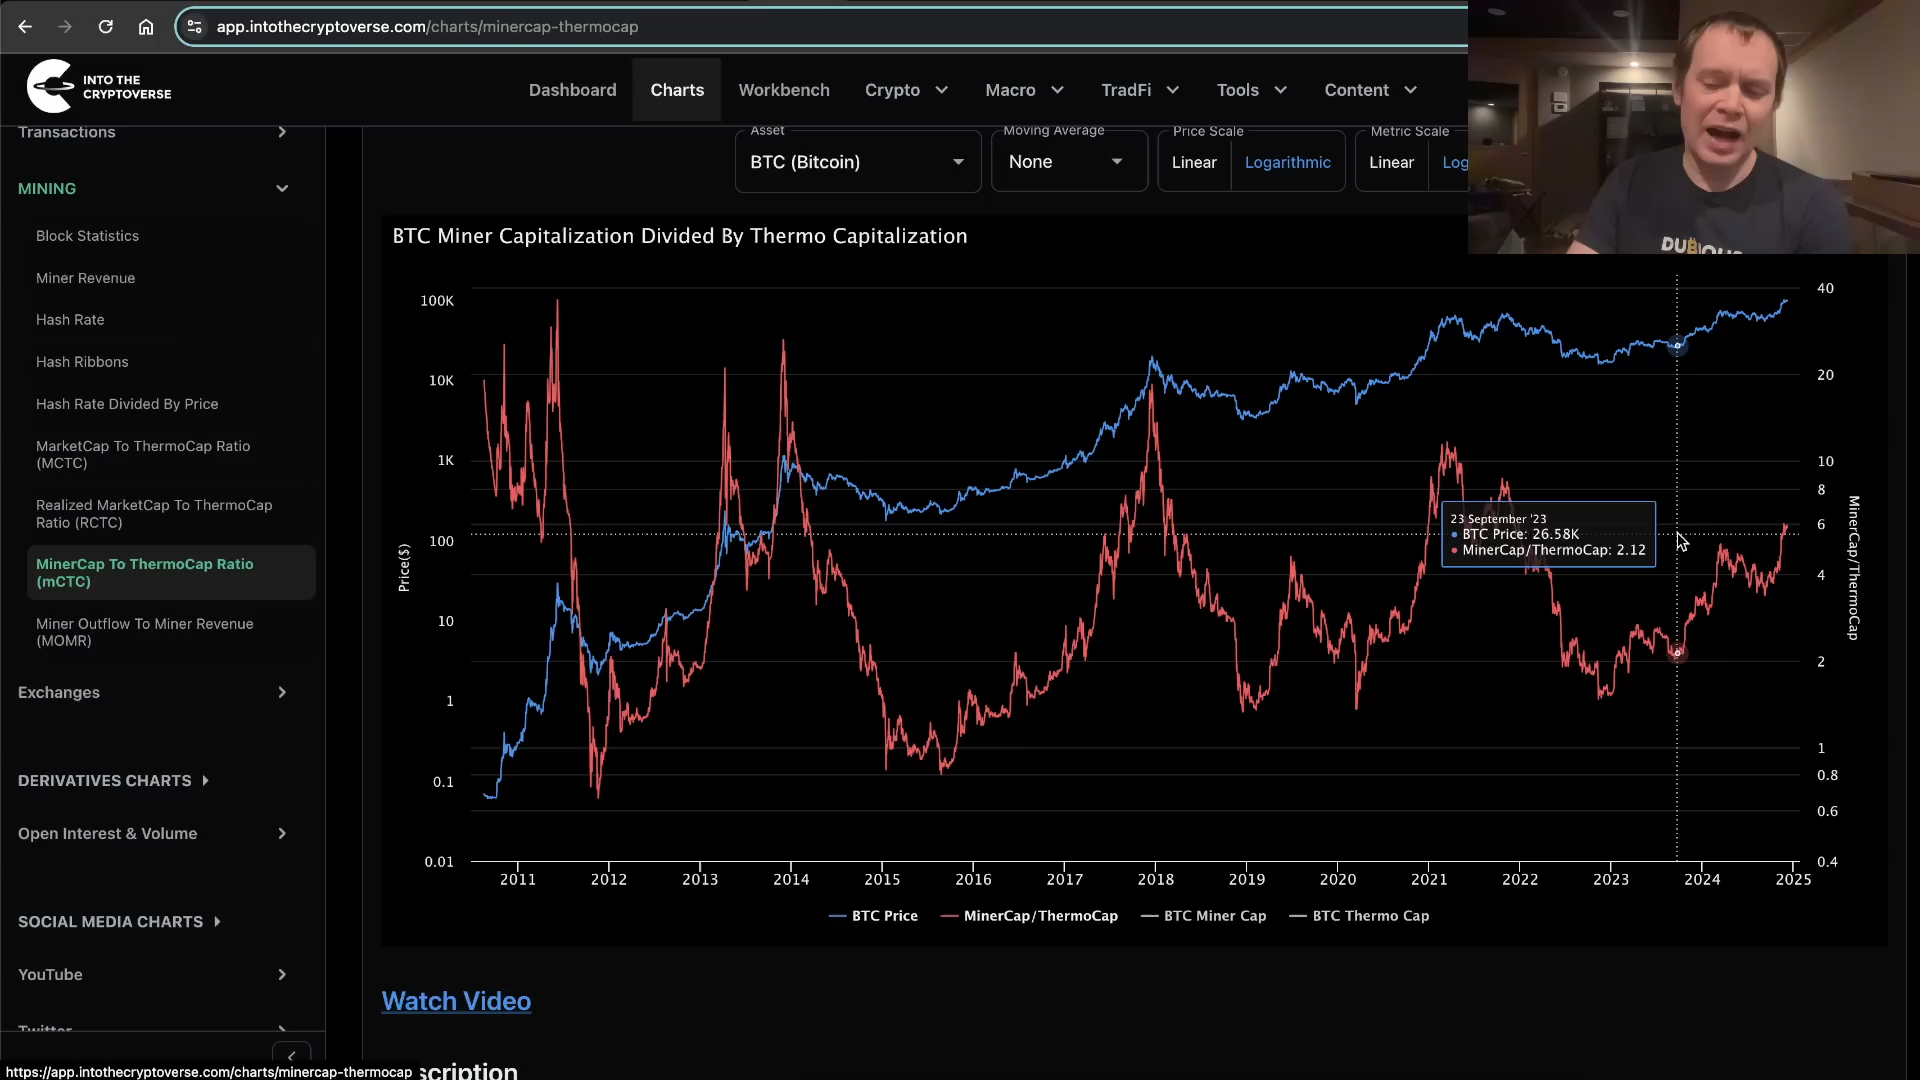 app.intothecryptoverse.com/charts/minercap-thermocap
INTO THE
CRYPTOVERSE
Dashboard
Charts
Workbench
Crypto
Macro
TradFi
Tools
Content
Transactions
MINING
Block Statistics
Miner Revenue
Hash Rate
Hash Ribbons
Hash Rate Divided By Price
MarketCap To ThermoCap Ratio
(MCTC)
Realized MarketCap To ThermoCap
Ratio (RCTC)
MinerCap To ThermoCap Ratio
(mCTC)
Miner Outflow To Miner Revenue
(MOMR)
Exchanges
DERIVATIVES CHARTS
Open Interest & Volume
SOCIAL MEDIA CHARTS
YouTube
Twitter
Asset
BTC (Bitcoin)
Moving Average
None
Price Scale
Linear
Logarithmic
Metric Scale
Linear
Log
BTC Miner Capitalization Divided By Thermo Capitalization
100K
10K
1K
100
10
1
0.1
0.01
Price($)
40
20
10
8
6
4
2
1
0.8
0.6
0.4
MinerCap/ThermoCap
23 September '23
BTC Price: 26.58K
MinerCap/ThermoCap: 2.12
2011 2012 2013 2014 2015 2016 2017 2018 2019 2020 2021 2022 2023 2024 2025
BTC Price MinerCap/ThermoCap BTC Miner Cap BTC Thermo Cap
Watch Video
scription
https://app.intothecryptoverse.com/charts/minercap-thermocap